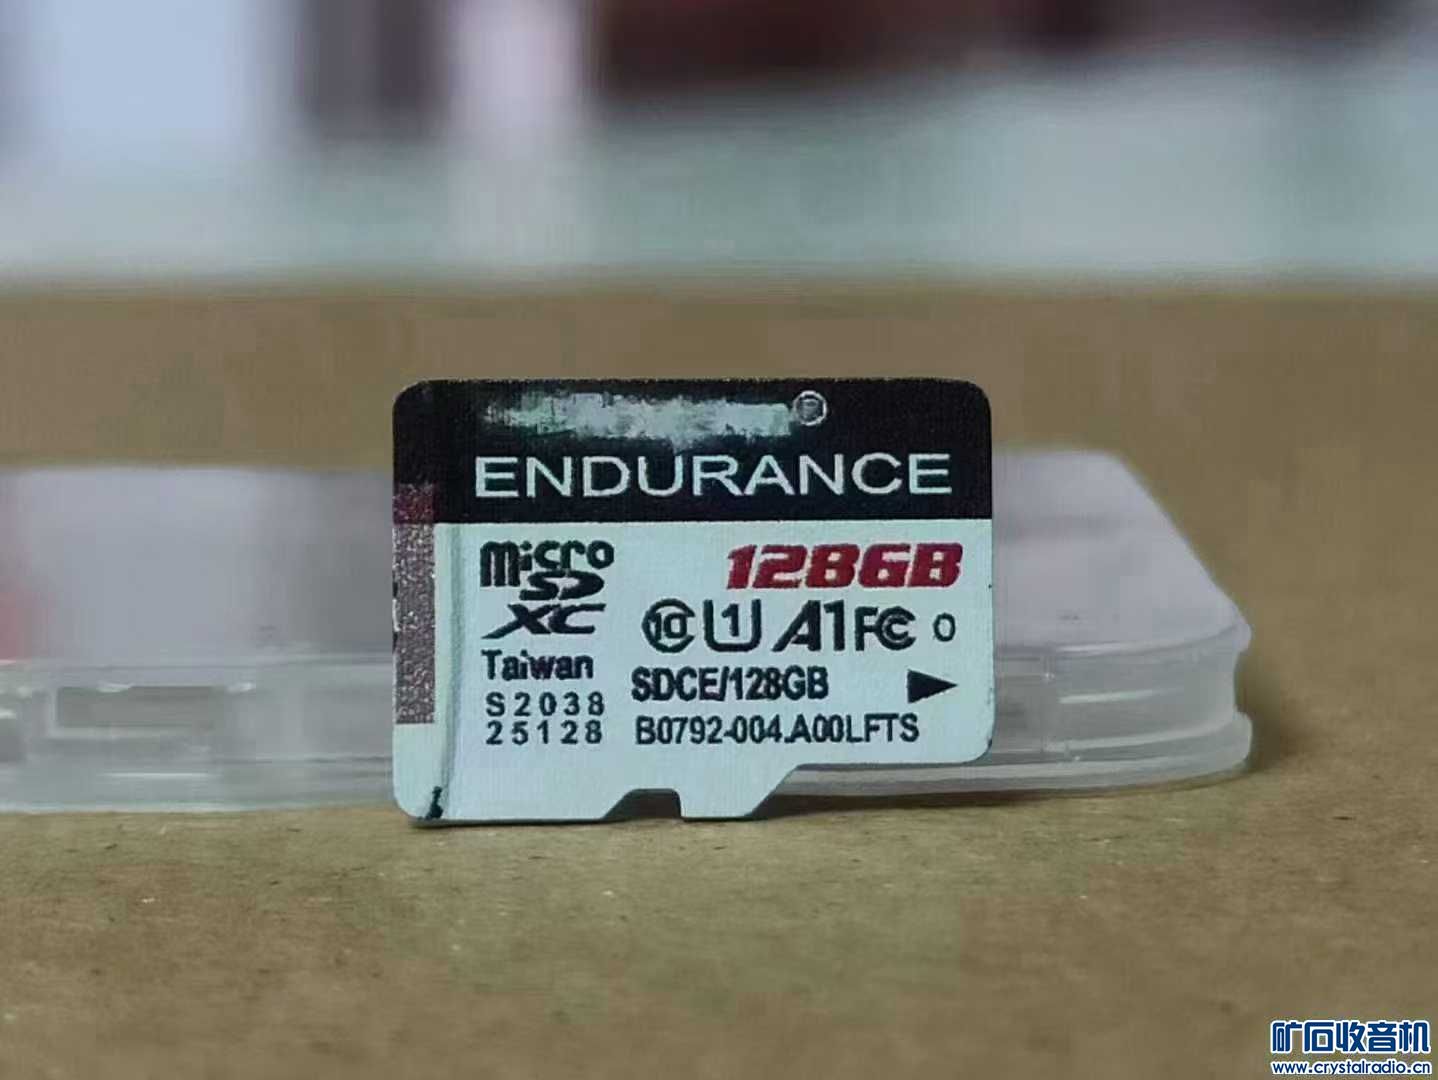 ®
ENDURANCE
micro
SD
XC
128GB
10 U1 A1 FC O
Taiwan
SDCE/128GB
S2038
25128
B0792-004.A00LFTS
矿石收音机
www.crystalradio.cn